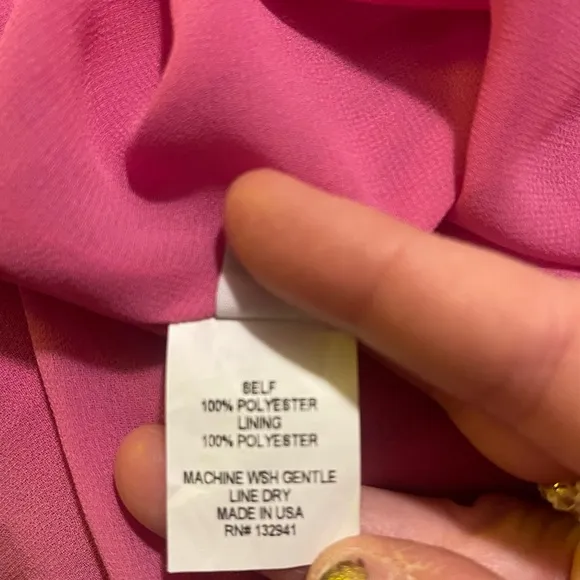 SELF
100% POLYESTER
LINING
100% POLYESTER
MACHINE WSH GENTLE
LINE DRY
MADE IN USA
RN# 132941